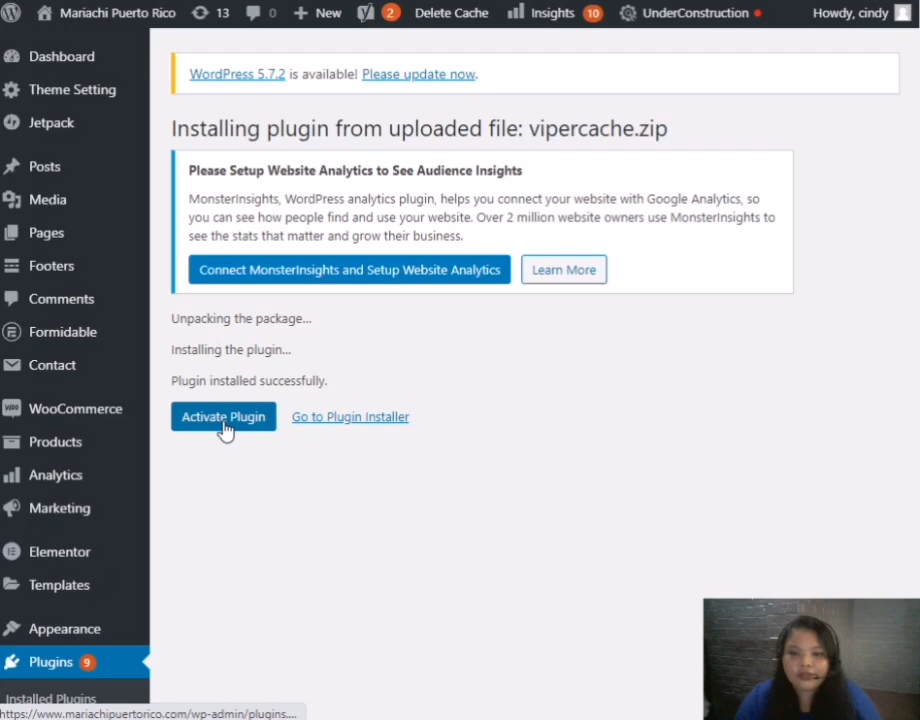 Mariachi Puerto Rico 13 0 New 2 Delete Cache Insights 10 UnderConstruction Howdy, cindy
Dashboard
Theme Setting
Jetpack
Posts
Media
Pages
Footers
Comments
Formidable
Contact
WooCommerce
Products
Analytics
Marketing
Elementor
Templates
Appearance
Plugins 9
Installed Plugins
WordPress 5.7.2 is available! Please update now.
Installing plugin from uploaded file: vipercache.zip
Please Setup Website Analytics to See Audience Insights
MonsterInsights, WordPress analytics plugin, helps you connect your website with Google Analytics, so
you can see how people find and use your website. Over 2 million website owners use MonsterInsights to
see the stats that matter and grow their business.
Connect MonsterInsights and Setup Website Analytics Learn More
Unpacking the package...
Installing the plugin...
Plugin installed successfully.
Activate Plugin Go to Plugin Installer
https://www.mariachipuertorico.com/wp-admin/plugins....